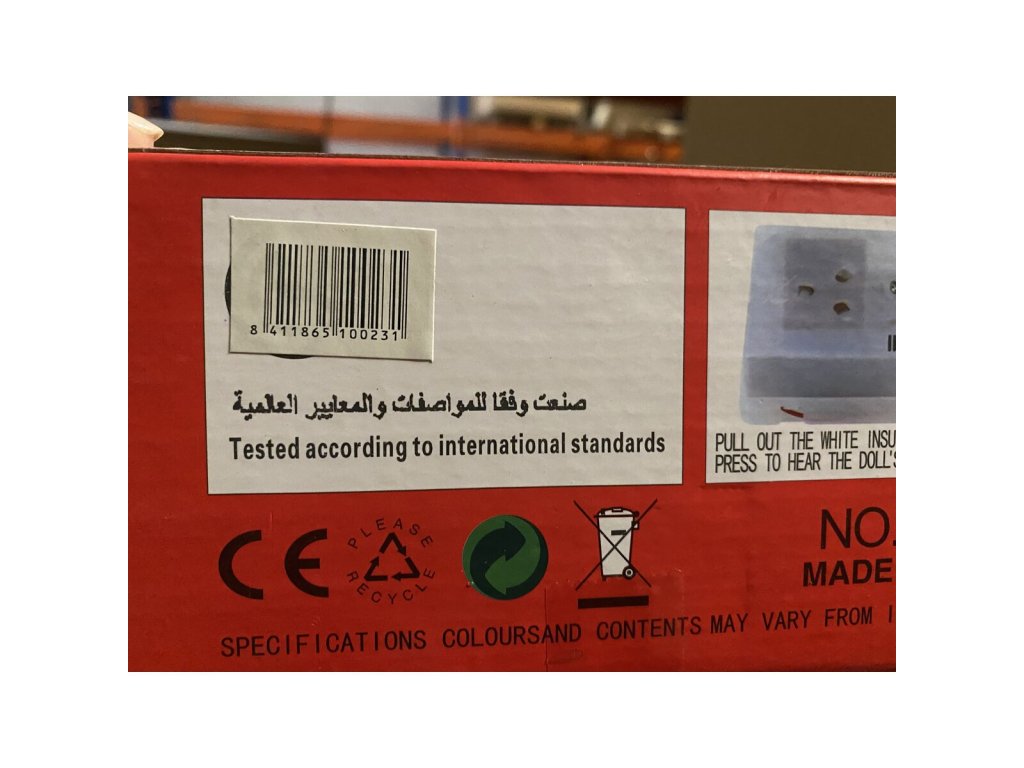 8 411865 100231
صنعت وفقا للمواصفات والمعايير العالمية
Tested according to international standards
PULL OUT THE WHITE INSU
PRESS TO HEAR THE DOLL'S
CE
PLEASE RECYCLE
NO.
MADE
SPECIFICATIONS COLOURSAND CONTENTS MAY VARY FROM